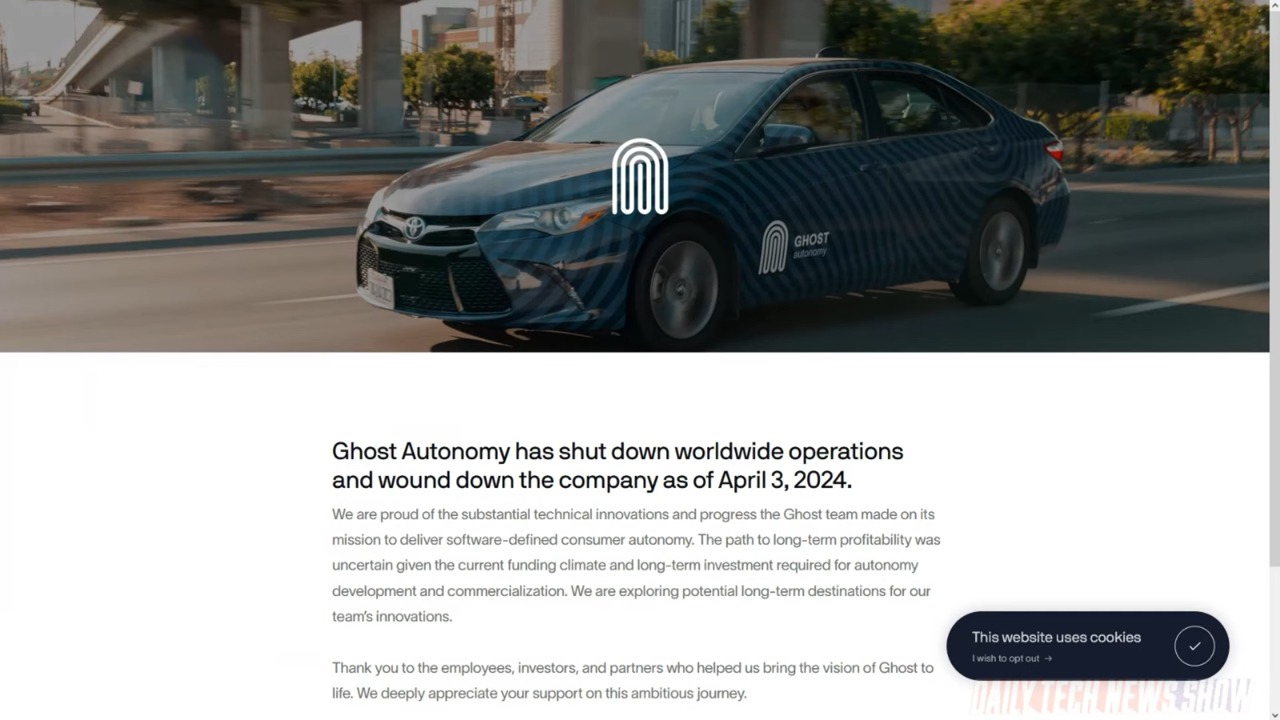 GHOST
autonomy
Ghost Autonomy has shut down worldwide operations
and wound down the company as of April 3, 2024.
We are proud of the substantial technical innovations and progress the Ghost team made on its
mission to deliver software-defined consumer autonomy. The path to long-term profitability was
uncertain given the current funding climate and long-term investment required for autonomy
development and commercialization. We are exploring potential long-term destinations for our
team's innovations.
Thank you to the employees, investors, and partners who helped us bring the vision of Ghost to
life. We deeply appreciate your support on this ambitious journey.
This website uses cookies
I wish to opt out →
DAILY TECH NEWS SHOW